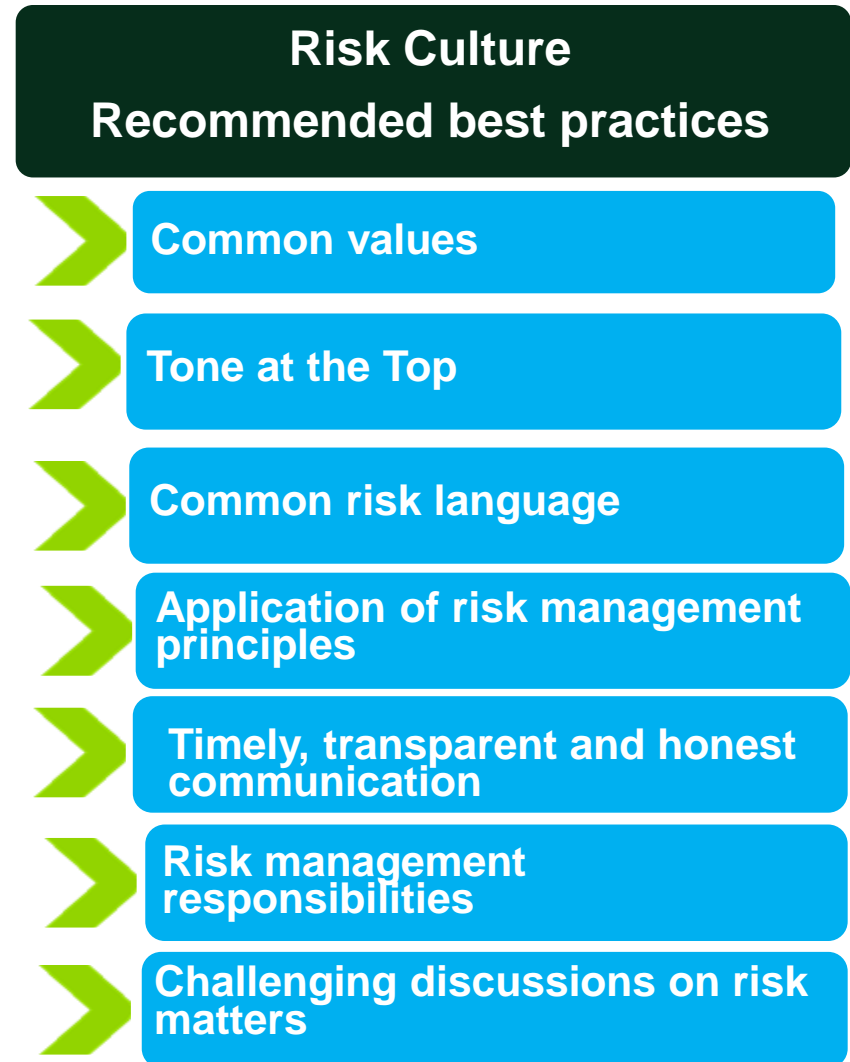 Risk Culture
Recommended best practices
Common values
Tone at the Top
Common risk language
Application of risk management
principles
Timely, transparent and honest
communication
Risk management
responsibilities
Challenging discussions on risk
matters